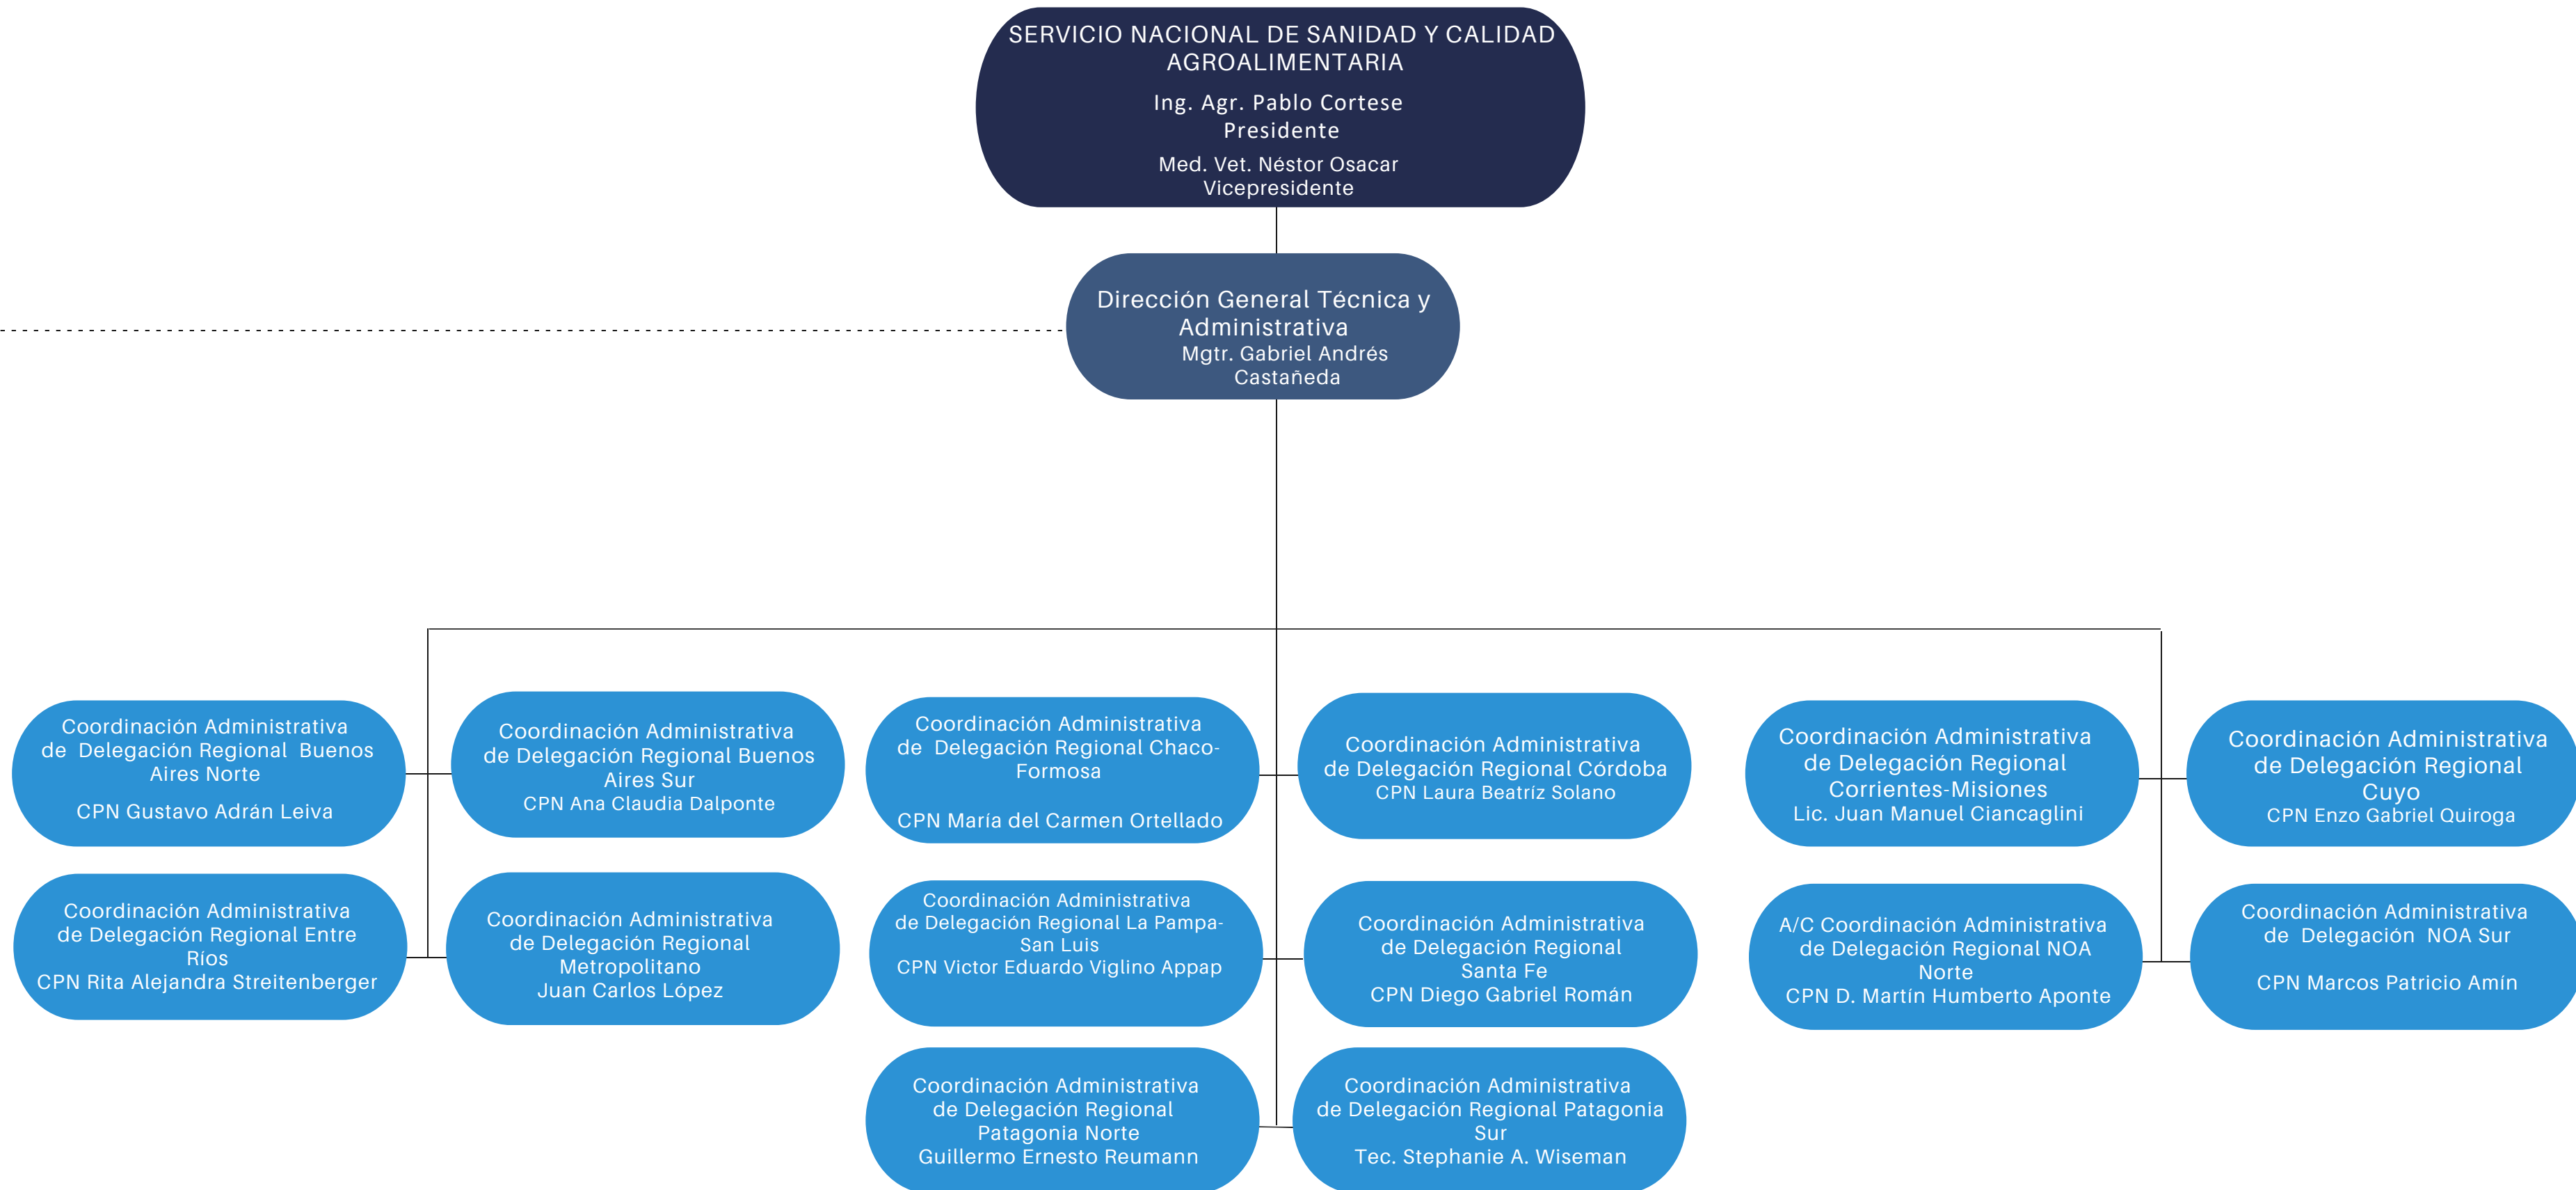 SERVICIO NACIONAL DE SANIDAD Y CALIDAD
AGROALIMENTARIA
Ing. Agr. Pablo Cortese
Presidente
Med. Vet. Néstor Osacar
Vicepresidente
Dirección General Técnica y
Administrativa
Mgtr. Gabriel Andrés
Castañeda
Coordinación Administrativa
de Delegación Regional Buenos
Aires Norte
CPN Gustavo Adrán Leiva
Coordinación Administrativa
de Delegación Regional Buenos
Aires Sur
CPN Ana Claudia Dalponte
Coordinación Administrativa
de Delegación Regional Chaco-
Formosa
CPN María del Carmen Ortellado
Coordinación Administrativa
de Delegación Regional Córdoba
CPN Laura Beatríz Solano
Coordinación Administrativa
de Delegación Regional
Corrientes-Misiones
Lic. Juan Manuel Ciancaglini
Coordinación Administrativa
de Delegación Regional
Cuyo
CPN Enzo Gabriel Quiroga
Coordinación Administrativa
de Delegación Regional Entre
Ríos
CPN Rita Alejandra Streitenberger
Coordinación Administrativa
de Delegación Regional
Metropolitano
Juan Carlos López
Coordinación Administrativa
de Delegación Regional La Pampa-
San Luis
CPN Victor Eduardo Viglino Appap
Coordinación Administrativa
de Delegación Regional
Santa Fe
CPN Diego Gabriel Román
A/C Coordinación Administrativa
de Delegación Regional NOA
Norte
CPN D. Martín Humberto Aponte
Coordinación Administrativa
de Delegación NOA Sur
CPN Marcos Patricio Amín
Coordinación Administrativa
de Delegación Regional
Patagonia Norte
Guillermo Ernesto Reumann
Coordinación Administrativa
de Delegación Regional Patagonia
Sur
Tec. Stephanie A. Wiseman